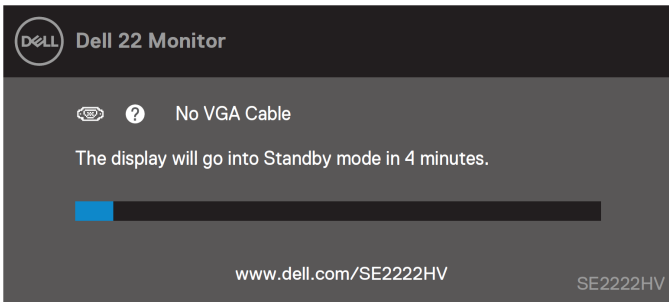 DELL Dell 22 Monitor
? No VGA Cable
The display will go into Standby mode in 4 minutes.
www.dell.com/SE2222HV
SE2222HV